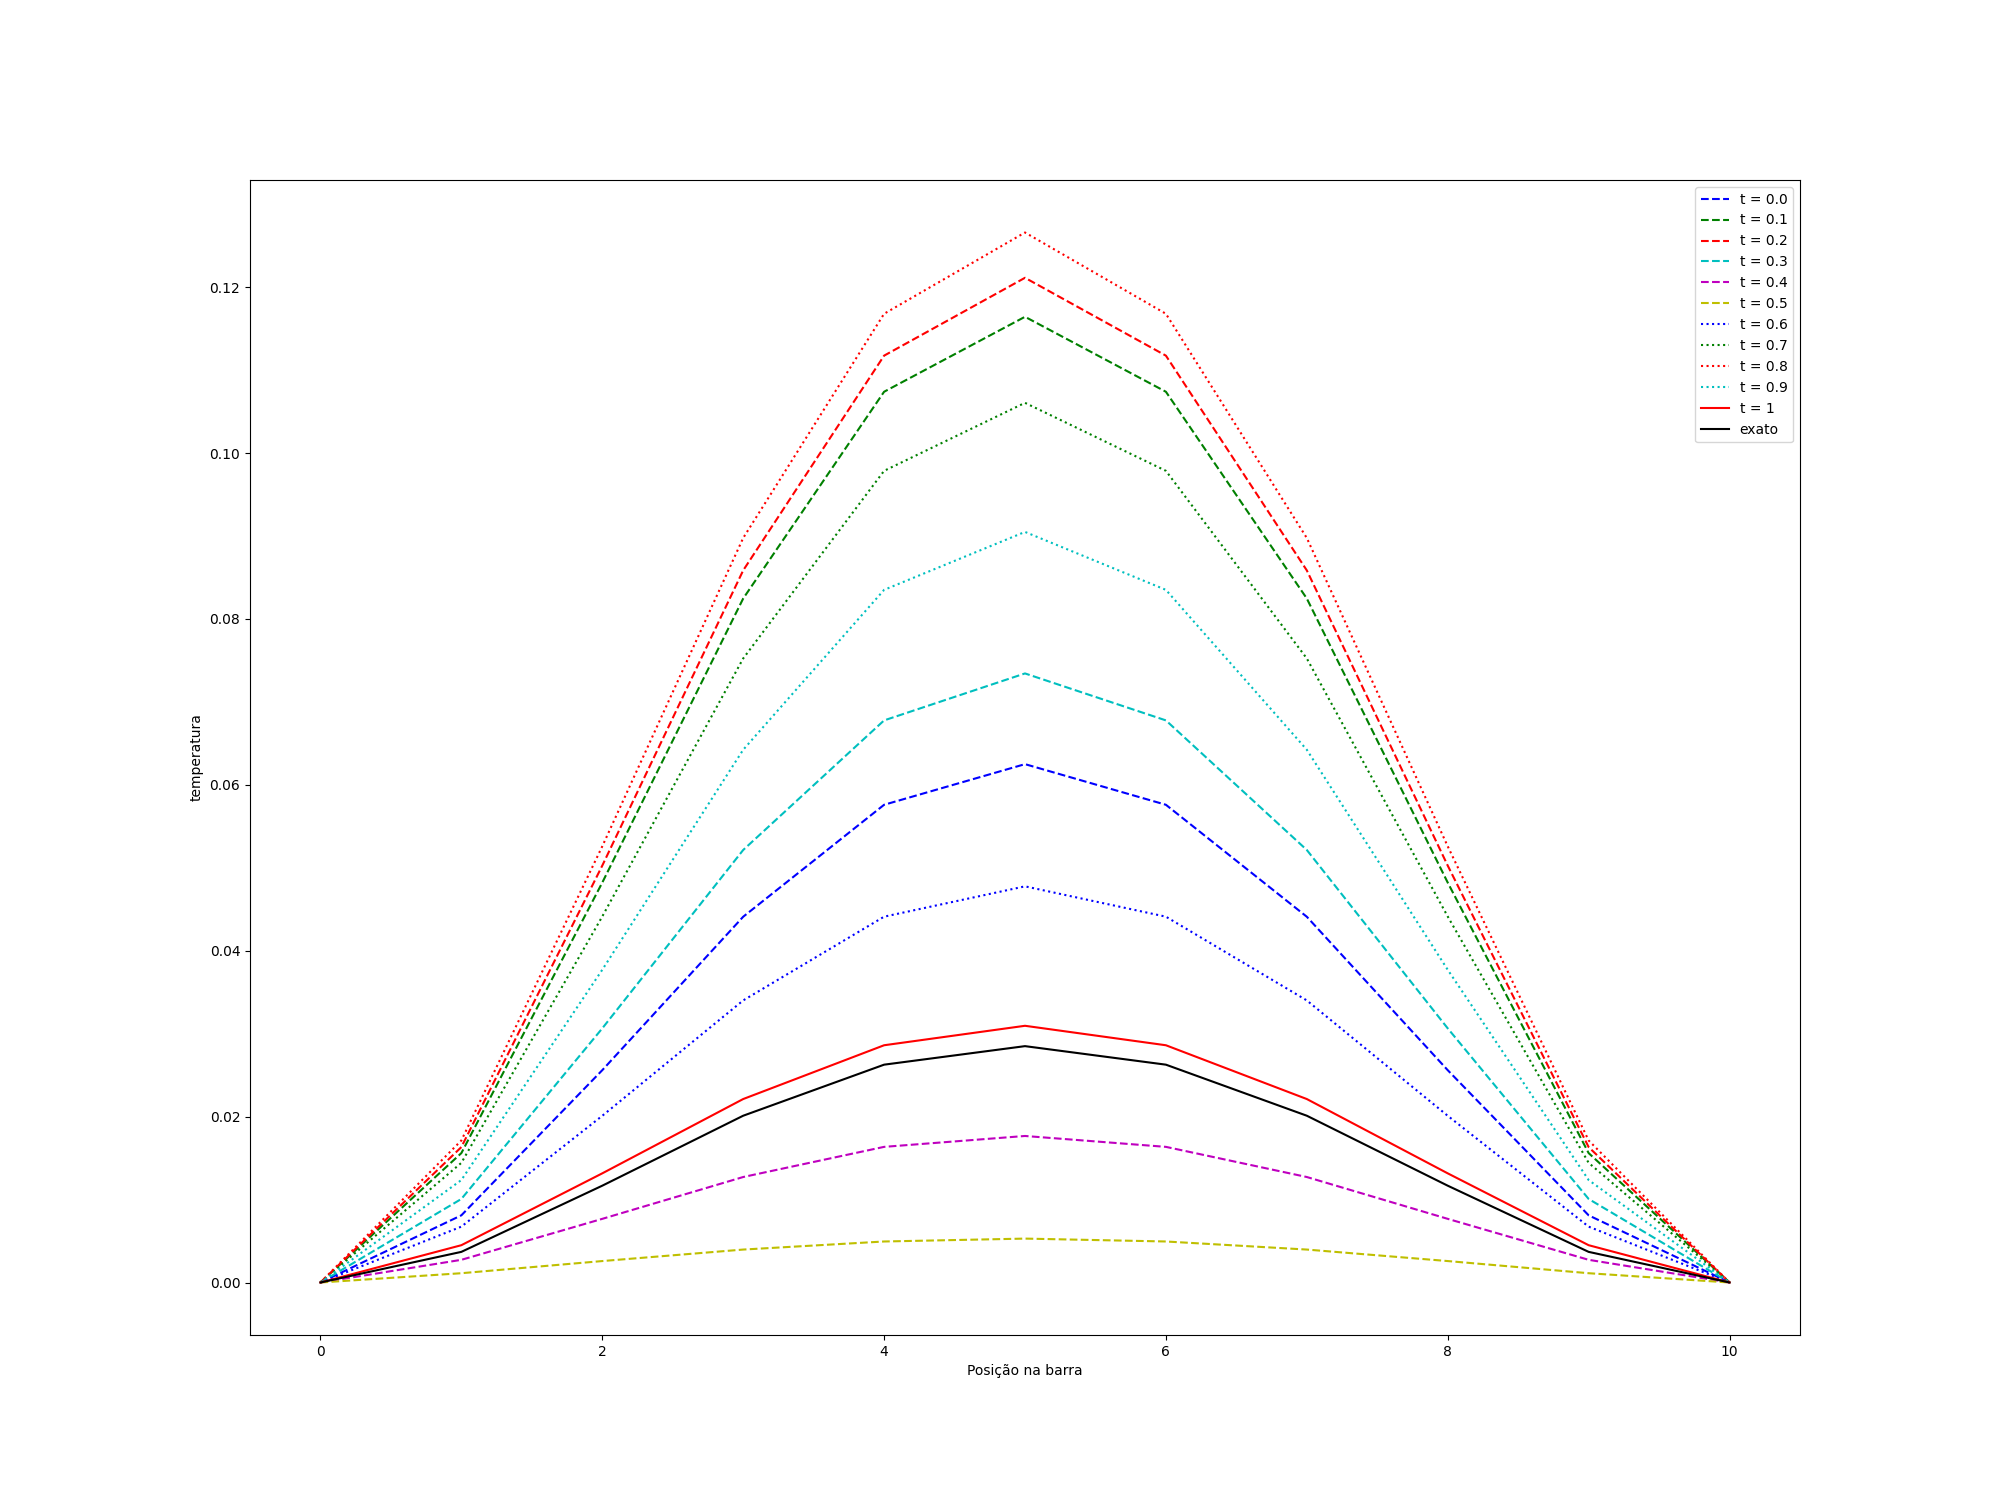 t = 0.0
t = 0.1
t = 0.2
t = 0.3
t = 0.4
t = 0.5
t = 0.6
t = 0.7
t = 0.8
t = 0.9
t = 1
exato
0.12
0.10
0.08
0.06
0.04
0.02
0.00
temperatura
0 2 4 6 8 10
Posição na barra